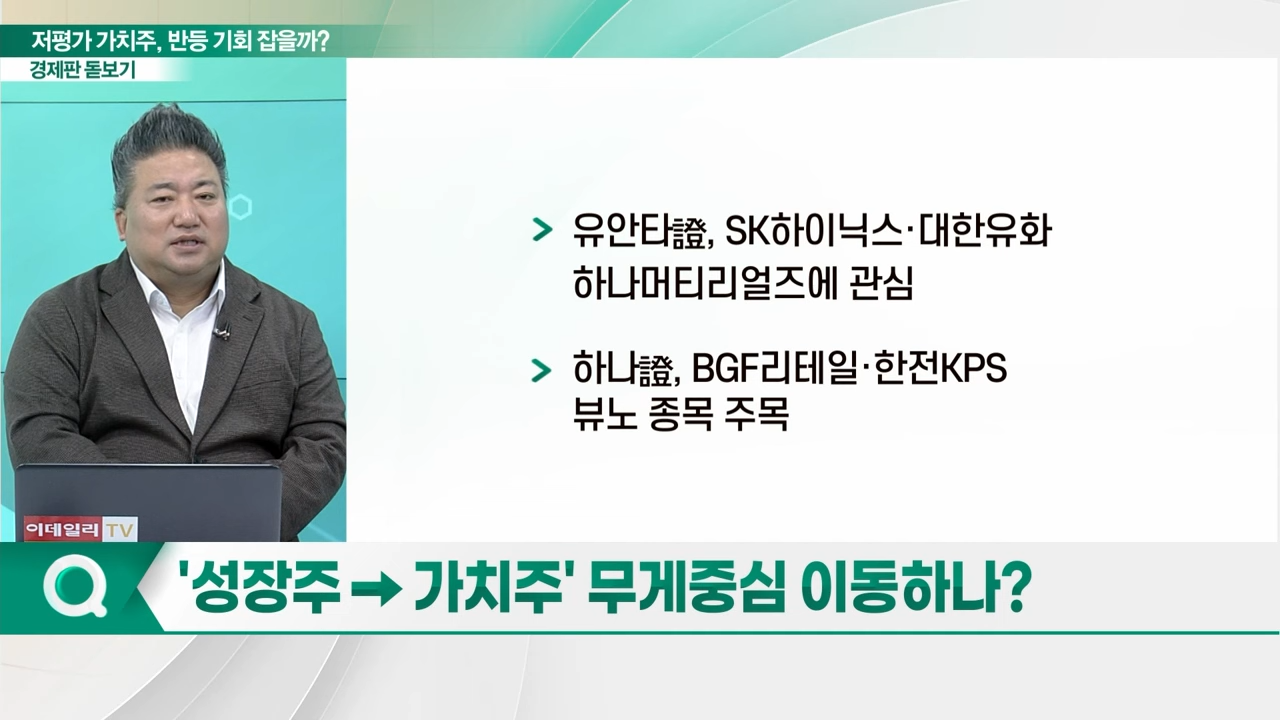 저평가 가치주, 반등 기회 잡을까?
경제판 돋보기
유안타證, SK하이닉스·대한유화
하나머티리얼즈에 관심
하나證, BGF리테일·한전KPS
뷰노 종목 주목
이데일리 TV
'성장주➡가치주' 무게중심 이동하나?